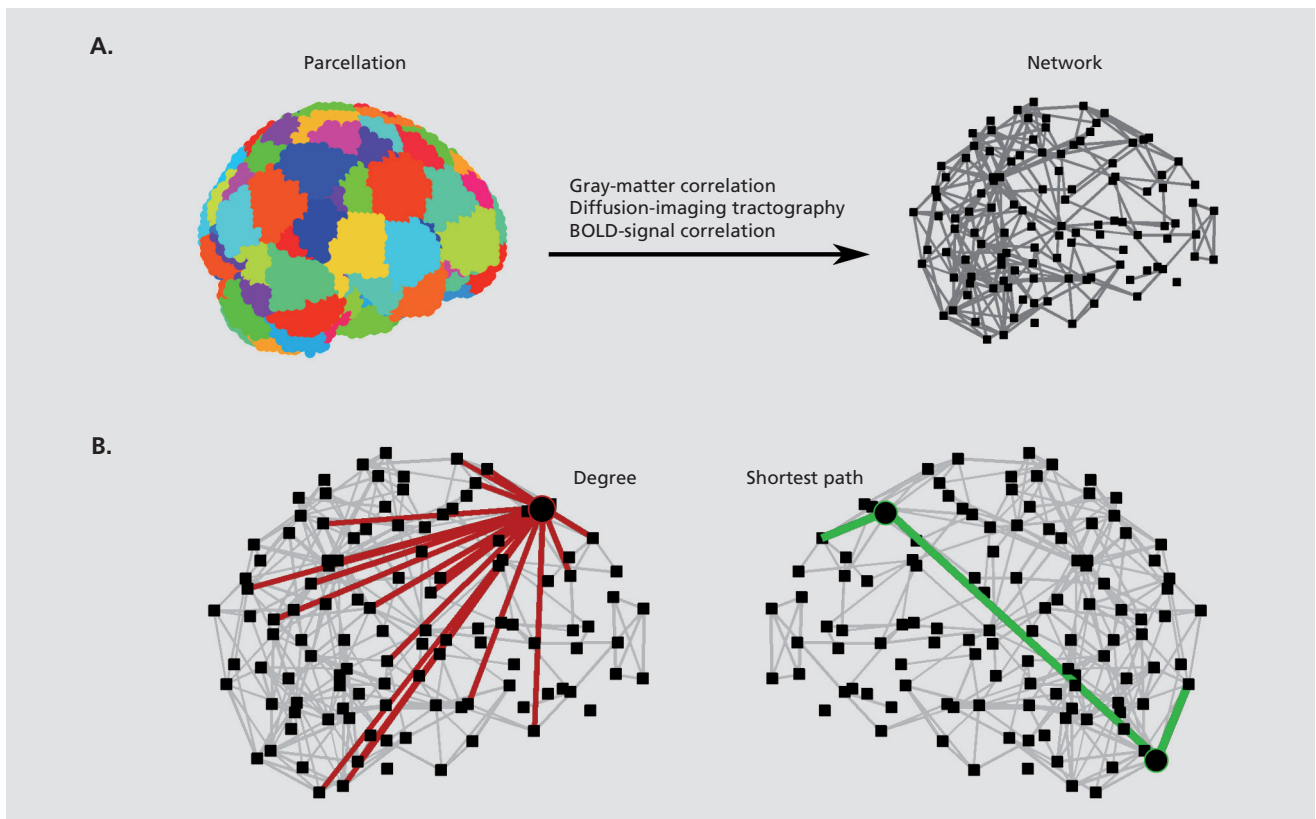 A.
Parcellation
Network
Gray-matter correlation
Diffusion-imaging tractography
BOLD-signal correlation
B.
Degree
Shortest path